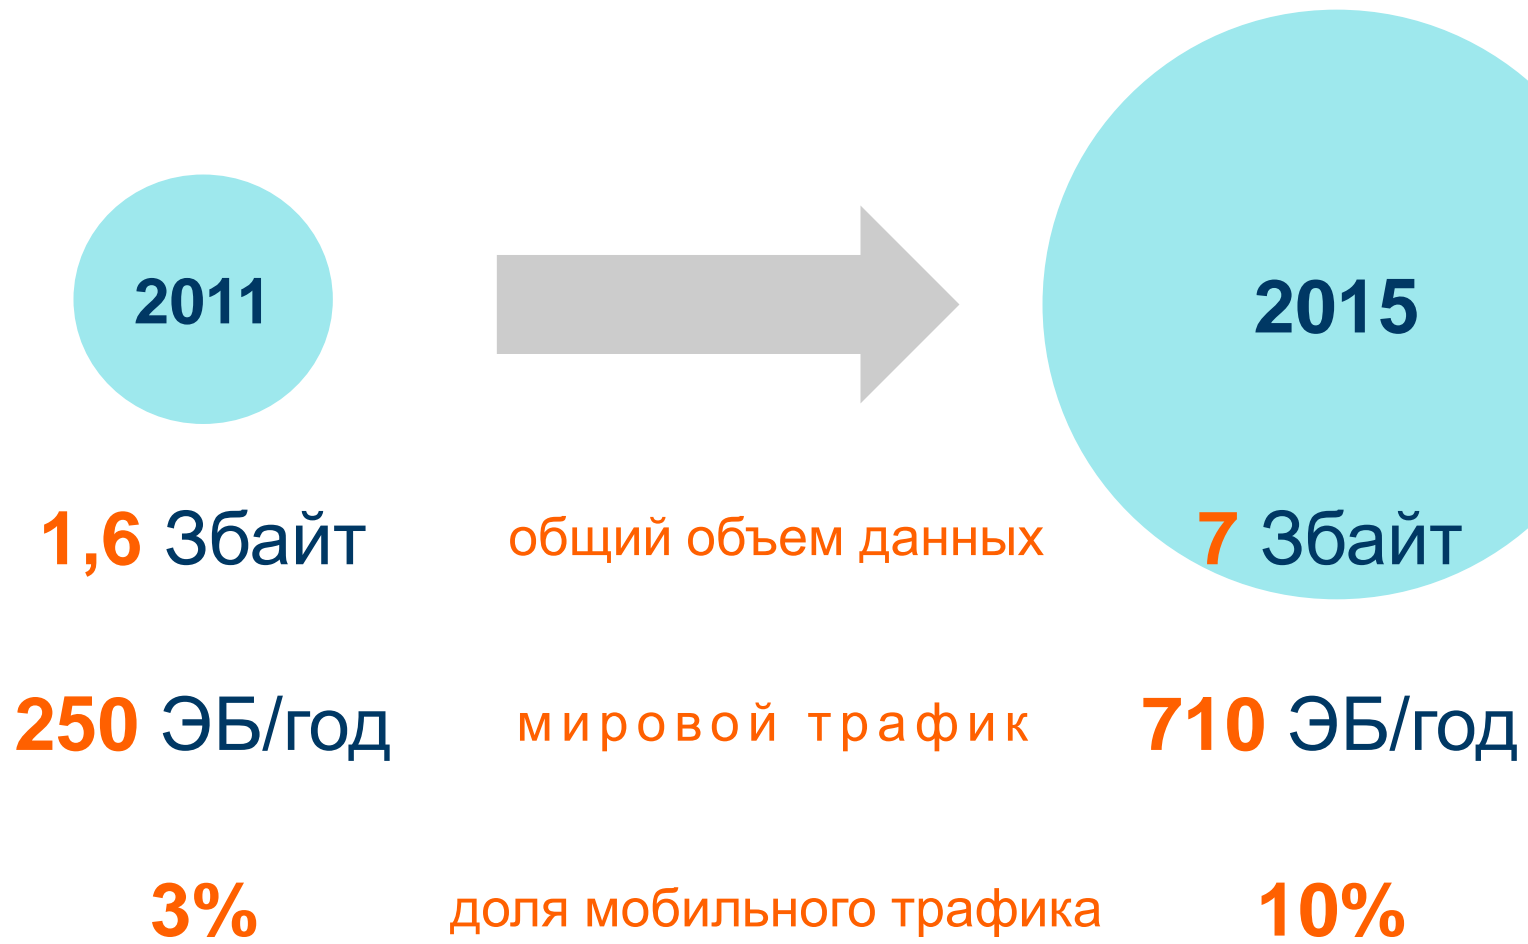 2011 2015
1,6 Збайт общий объем данных 7 Збайт
250 ЭБ/год мировой трафик 710 ЭБ/год
3% доля мобильного трафика 10%